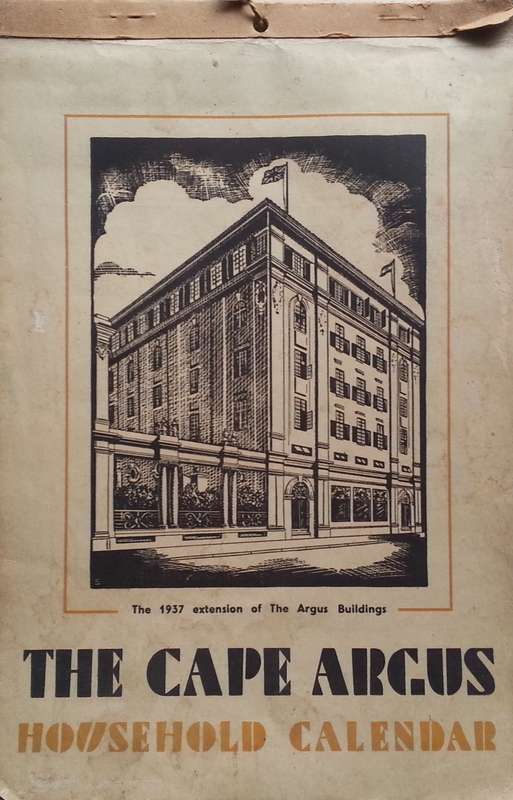 The 1937 extension of The Argus Buildings
THE CAPE ARGUS
HOUSEHOLD CALENDAR